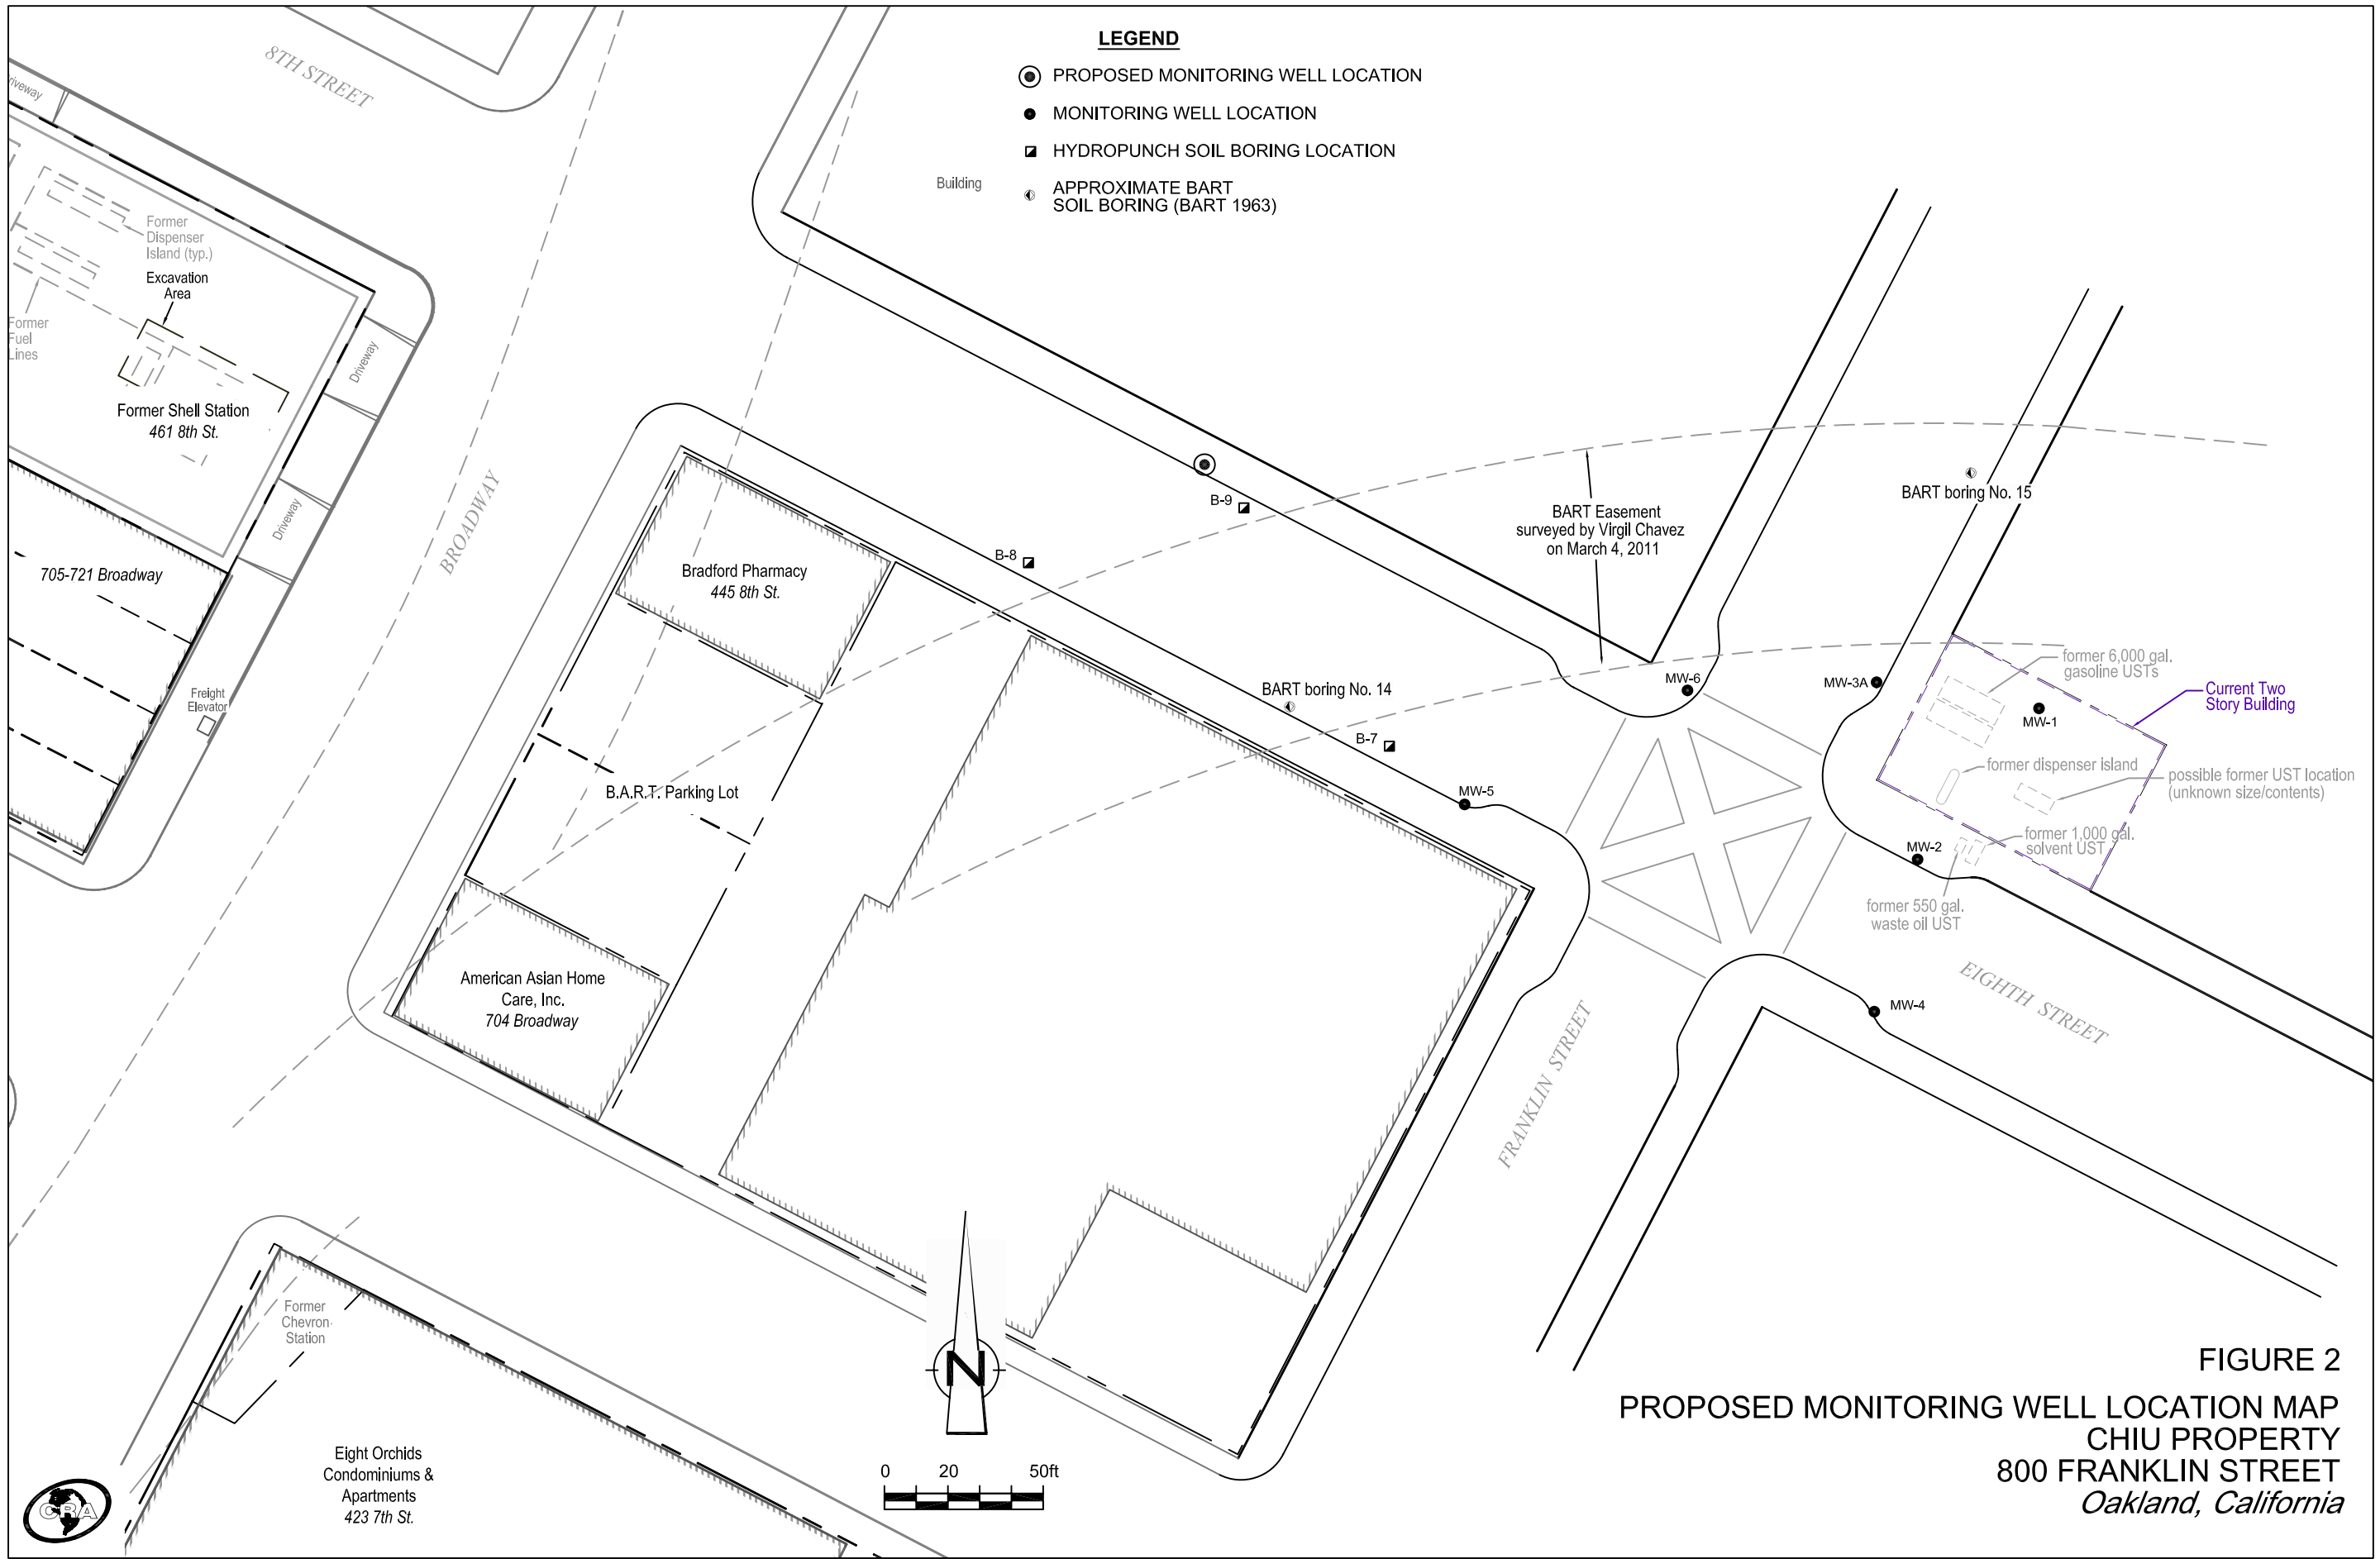 LEGEND
PROPOSED MONITORING WELL LOCATION
MONITORING WELL LOCATION
HYDROPUNCH SOIL BORING LOCATION
APPROXIMATE BART
SOIL BORING (BART 1963)
8TH STREET
Building
Former
Dispenser
Island (typ.)
Excavation
Area
Former
Fuel
Lines
Driveway
Former Shell Station
461 8th St.
Driveway
705-721 Broadway
Freight
Elevator
BROADWAY
B-9
B-8
BART boring No. 15
BART Easement
surveyed by Virgil Chavez
on March 4, 2011
Bradford Pharmacy
445 8th St.
BART boring No. 14
B-7
MW-6
MW-3A
MW-1
former 6,000 gal.
gasoline USTs
Current Two
Story Building
former dispenser island
possible former UST location
(unknown size/contents)
B.A.R.T. Parking Lot
MW-5
former 1,000 gal.
solvent UST
MW-2
former 550 gal.
waste oil UST
American Asian Home
Care, Inc.
704 Broadway
MW-4
EIGHTH STREET
FRANKLIN STREET
Former
Chevron
Station
Eight Orchids
Condominiums &
Apartments
423 7th St.
N
0 20 50ft
CRA
FIGURE 2
PROPOSED MONITORING WELL LOCATION MAP
CHIU PROPERTY
800 FRANKLIN STREET
Oakland, California